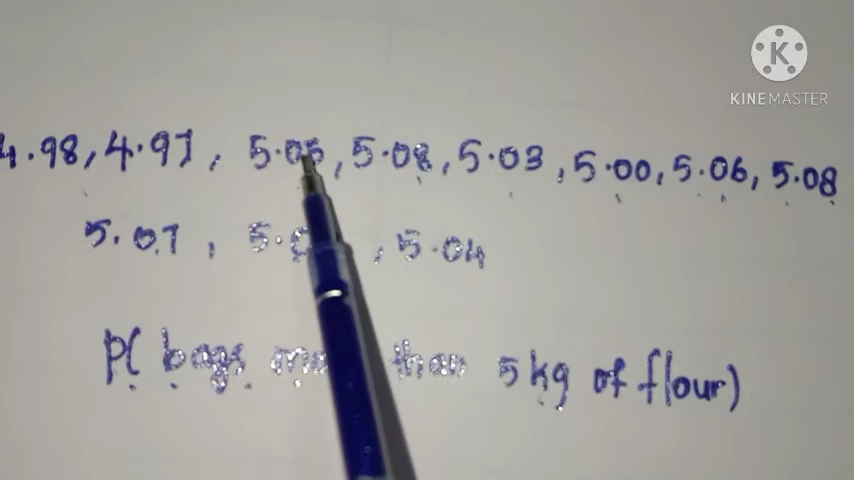 K
KINEMASTER
4.98, 4.97, 5.05, 5.08, 5.03, 5.00, 5.06, 5.08
5.07, , 5.04
P( bags than 5 kg of flour)